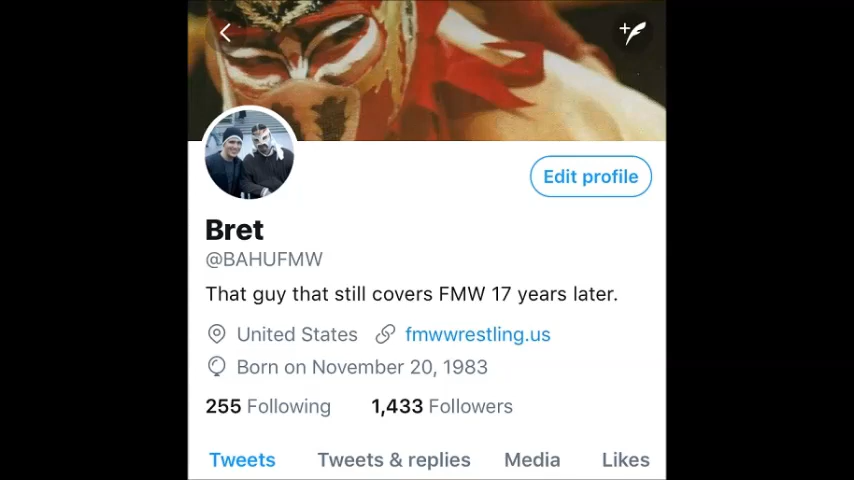 Edit profile
Bret
@BAHUFMW
That guy that still covers FMW 17 years later.
United States fmwwrestling.us
Born on November 20, 1983
255 Following 1,433 Followers
Tweets Tweets & replies Media Likes